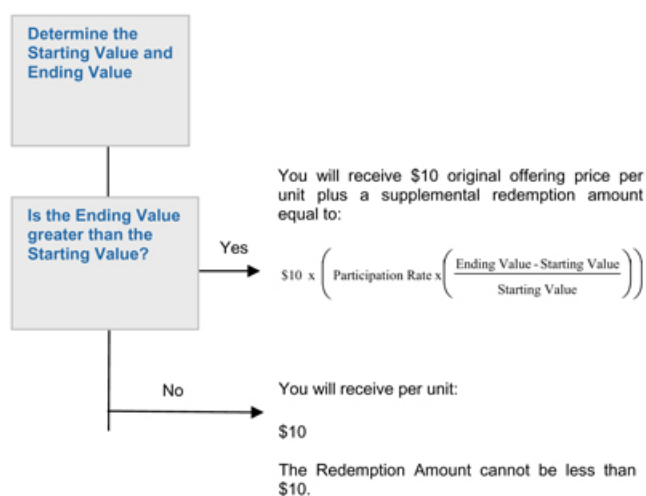 Determine the
Starting Value and
Ending Value
You will receive $10 original offering price per
unit plus a supplemental redemption amount
equal to:
Is the Ending Value
greater than the
Starting Value?
Yes
$10 x ( Participation Rate x ( Ending Value - Starting Value
Starting Value ) )
No
You will receive per unit:
$10
The Redemption Amount cannot be less than
$10.